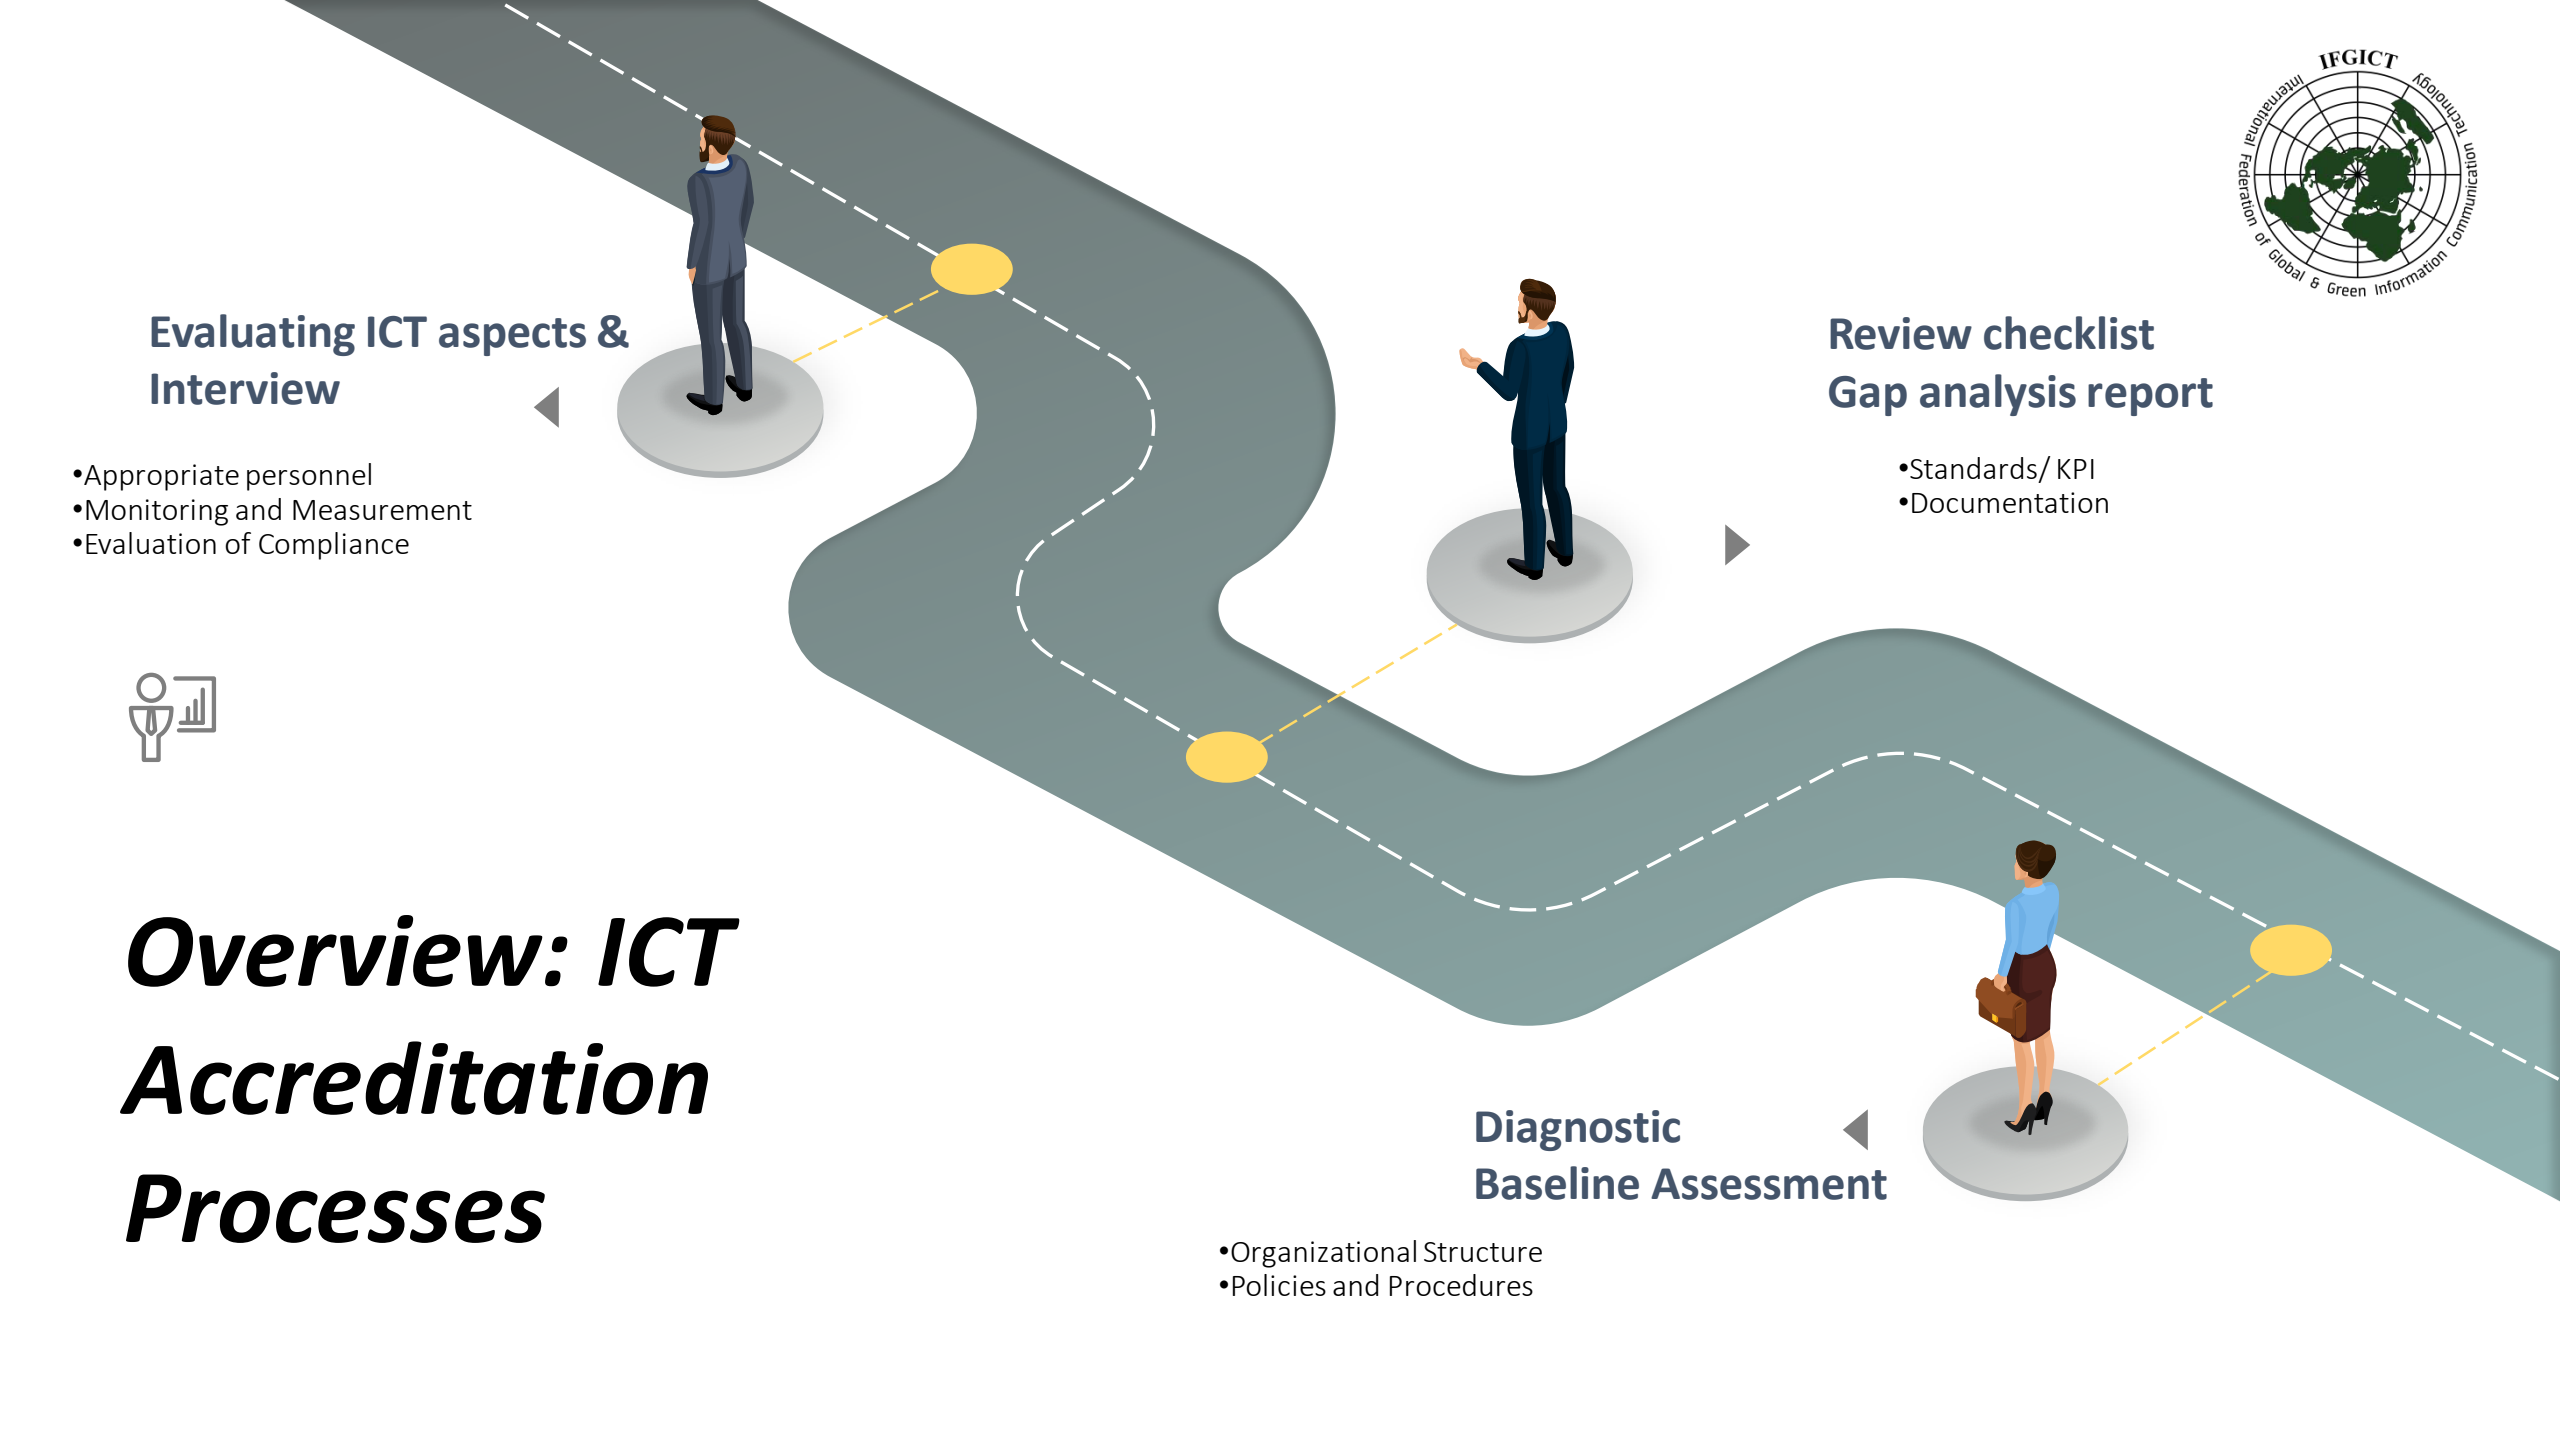 IFGICT
International Federation of Global & Green Information Communication Technology
Evaluating ICT aspects &
Interview
•Appropriate personnel
•Monitoring and Measurement
•Evaluation of Compliance
Review checklist
Gap analysis report
•Standards/ KPI
•Documentation
Overview: ICT
Accreditation
Processes
Diagnostic
Baseline Assessment
•Organizational Structure
•Policies and Procedures